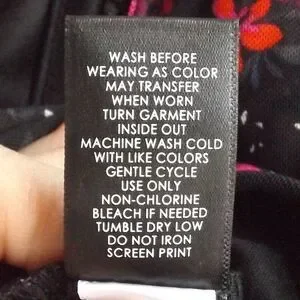 WASH BEFORE
WEARING AS COLOR
MAY TRANSFER
WHEN WORN
TURN GARMENT
INSIDE OUT
MACHINE WASH COLD
WITH LIKE COLORS
GENTLE CYCLE
USE ONLY
NON-CHLORINE
BLEACH IF NEEDED
TUMBLE DRY LOW
DO NOT IRON
SCREEN PRINT